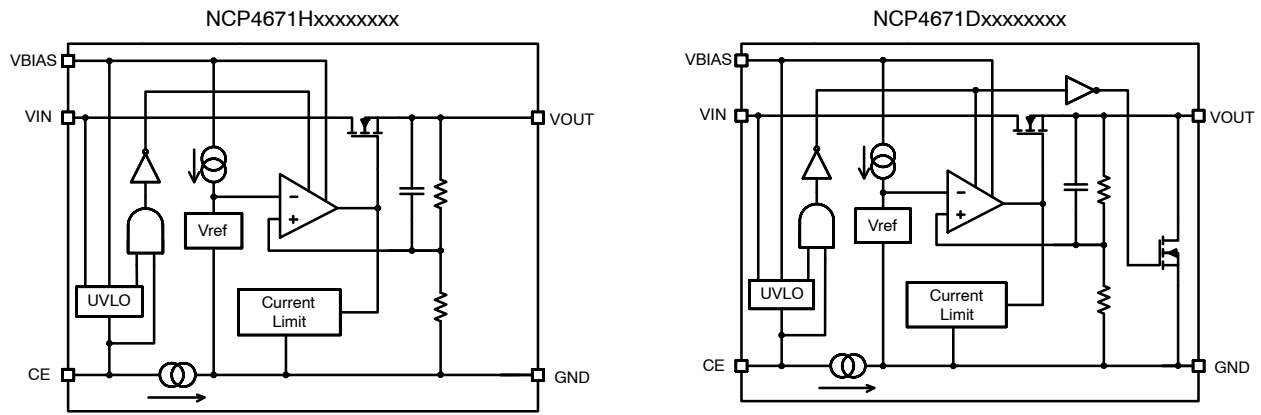 NCP4671Hxxxxxxxx
VBIAS
VIN
VOUT
−
+
Vref
UVLO
Current
Limit
CE
GND
NCP4671Dxxxxxxxx
VBIAS
VIN
VOUT
−
+
Vref
UVLO
Current
Limit
CE
GND